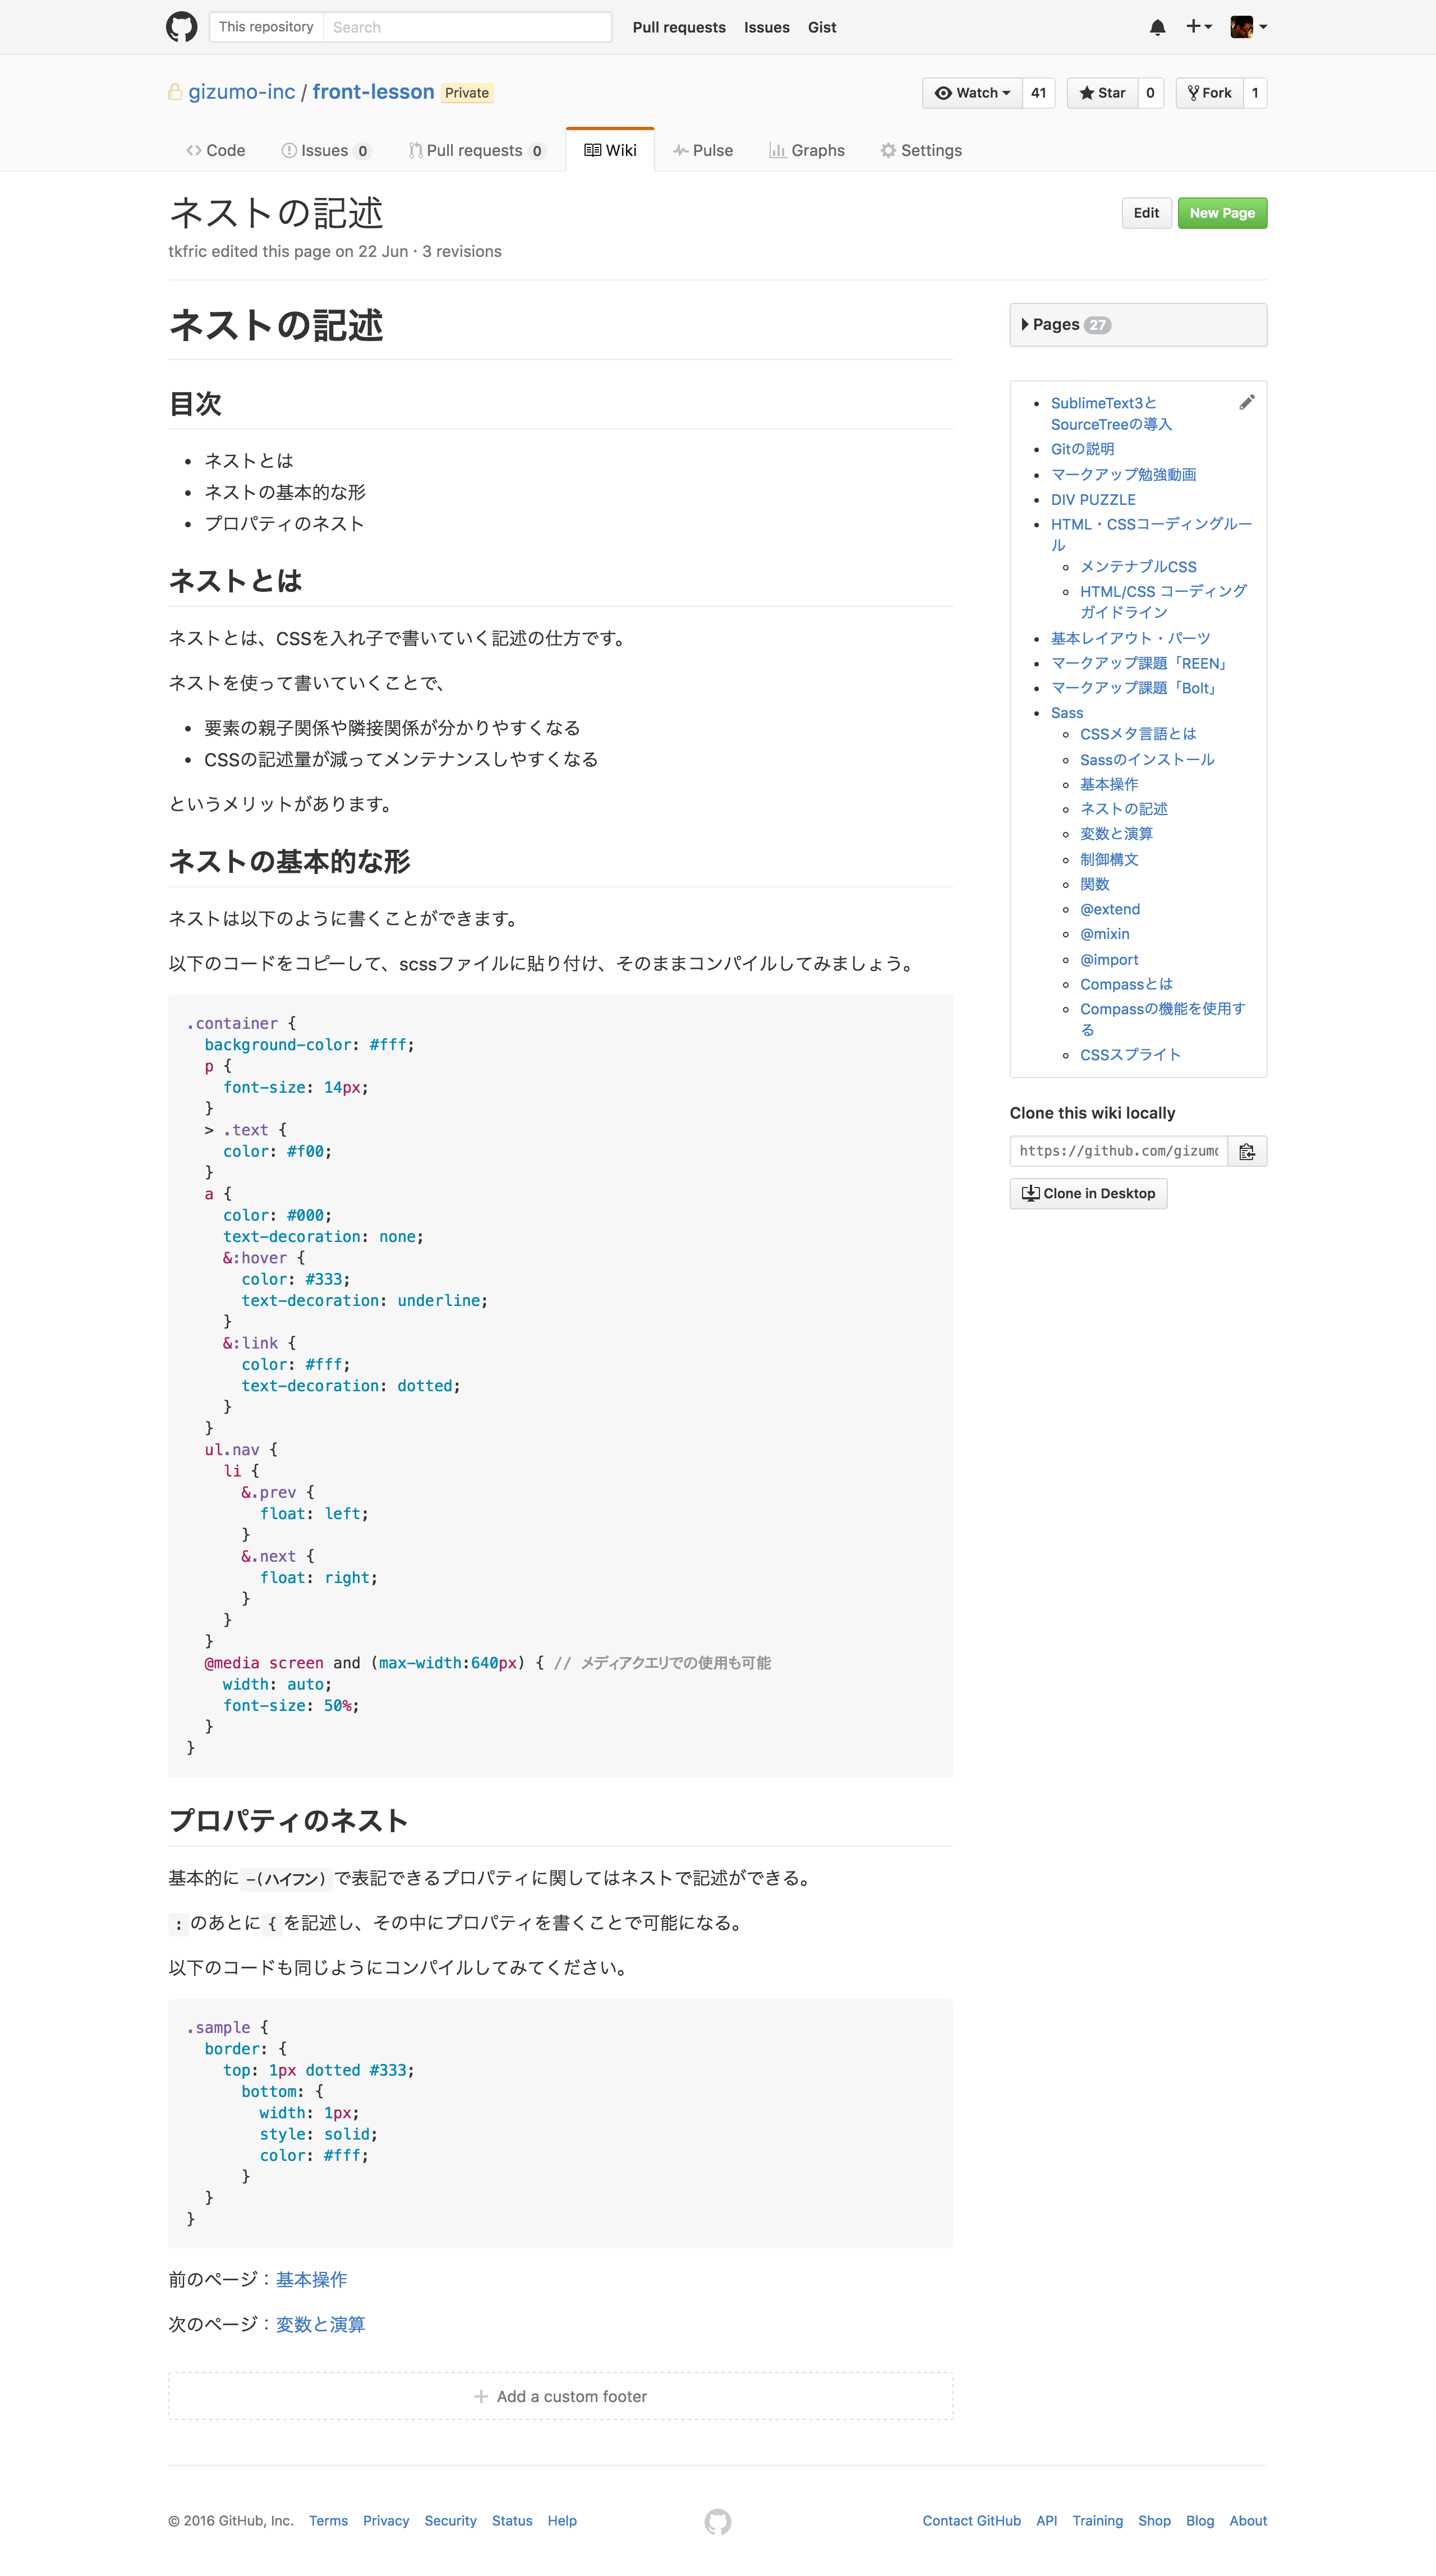 This repository Search Pull requests Issues Gist
gizumo-inc / front-lesson Private Watch 41 Star 0 Fork 1
Code Issues 0 Pull requests 0 Wiki Pulse Graphs Settings
ネストの記述
Edit New Page
tkfric edited this page on 22 Jun · 3 revisions
ネストの記述
目次
• ネストとは
• ネストの基本的な形
• プロパティのネスト
ネストとは
ネストとは、CSSを入れ子で書いていく記述の仕方です。
ネストを使って書いていくことで、
• 要素の親子関係や隣接関係が分かりやすくなる
• CSSの記述量が減ってメンテナンスしやすくなる
というメリットがあります。
ネストの基本的な形
ネストは以下のように書くことができます。
以下のコードをコピーして、scssファイルに貼り付け、そのままコンパイルしてみましょう。
.container {
  background-color: #fff;
  p {
    font-size: 14px;
  }
  > .text {
    color: #f00;
  }
  a {
    color: #000;
    text-decoration: none;
    &:hover {
      color: #333;
      text-decoration: underline;
    }
    &:link {
      color: #fff;
      text-decoration: dotted;
    }
  }
  ul.nav {
    li {
      &.prev {
        float: left;
      }
      &.next {
        float: right;
      }
    }
  }
  @media screen and (max-width:640px) { // メディアクエリでの使用も可能
    width: auto;
    font-size: 50%;
  }
}
プロパティのネスト
基本的に -(ハイフン) で表記できるプロパティに関してはネストで記述ができる。
: のあとに { を記述し、その中にプロパティを書くことで可能になる。
以下のコードも同じようにコンパイルしてみてください。
.sample {
  border: {
    top: 1px dotted #333;
      bottom: {
        width: 1px;
        style: solid;
        color: #fff;
      }
  }
}
前のページ：基本操作
次のページ：変数と演算
Add a custom footer
Pages 27
• SublimeText3と
SourceTreeの導入
• Gitの説明
• マークアップ勉強動画
• DIV PUZZLE
• HTML・CSSコーディングルー
ル
◦ メンテナブルCSS
◦ HTML/CSS コーディング
ガイドライン
• 基本レイアウト・パーツ
• マークアップ課題「REEN」
• マークアップ課題「Bolt」
• Sass
◦ CSSメタ言語とは
◦ Sassのインストール
◦ 基本操作
◦ ネストの記述
◦ 変数と演算
◦ 制御構文
◦ 関数
◦ @extend
◦ @mixin
◦ @import
◦ Compassとは
◦ Compassの機能を使用す
る
◦ CSSスプライト
Clone this wiki locally
https://github.com/gizumo
Clone in Desktop
© 2016 GitHub, Inc. Terms Privacy Security Status Help Contact GitHub API Training Shop Blog About